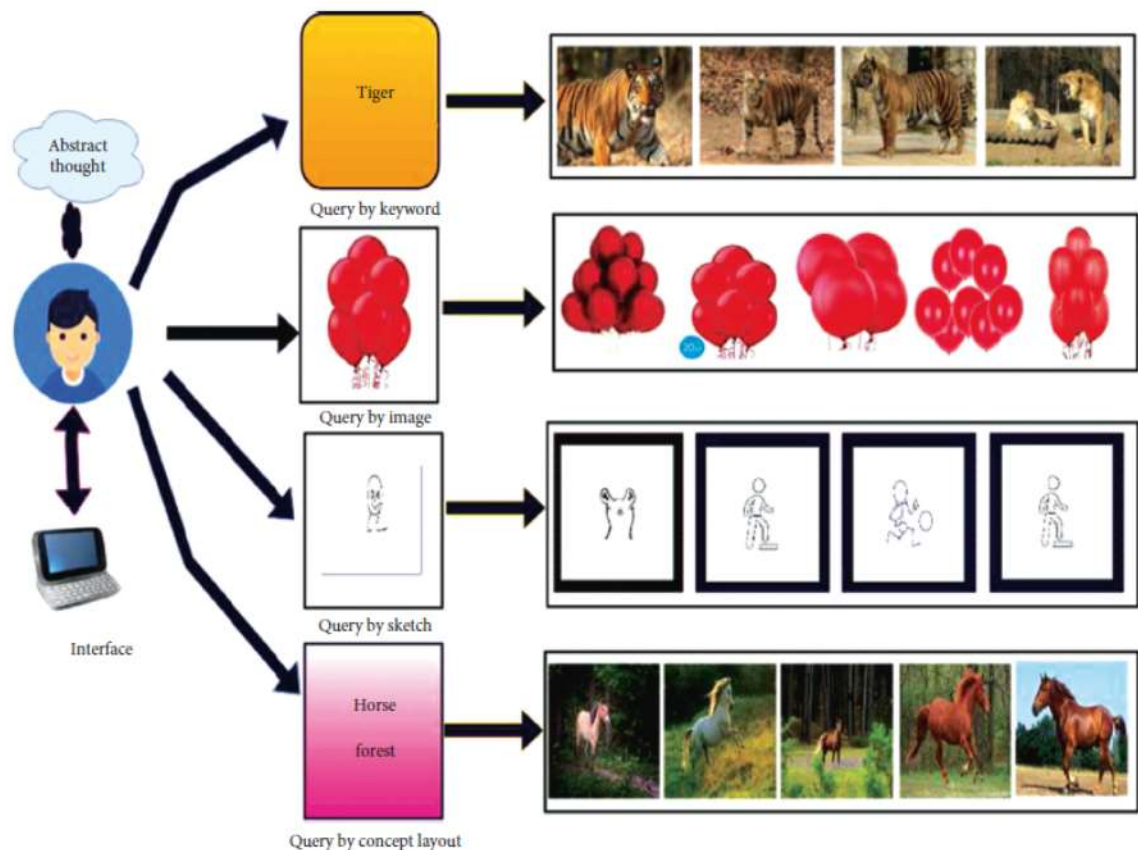 Abstract
thought
Tiger
Query by keyword
Query by image
Query by sketch
Interface
Horse
forest
Query by concept layout